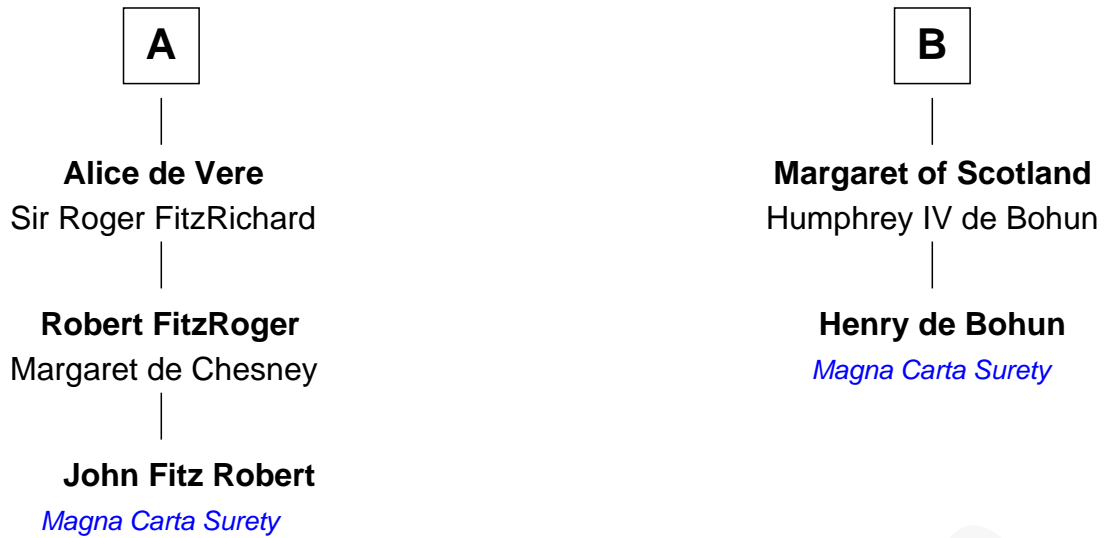 A
Alice de Vere
Sir Roger FitzRichard
Robert FitzRoger
Margaret de Chesney
John Fitz Robert
Magna Carta Surety
B
Margaret of Scotland
Humphrey IV de Bohun
Henry de Bohun
Magna Carta Surety